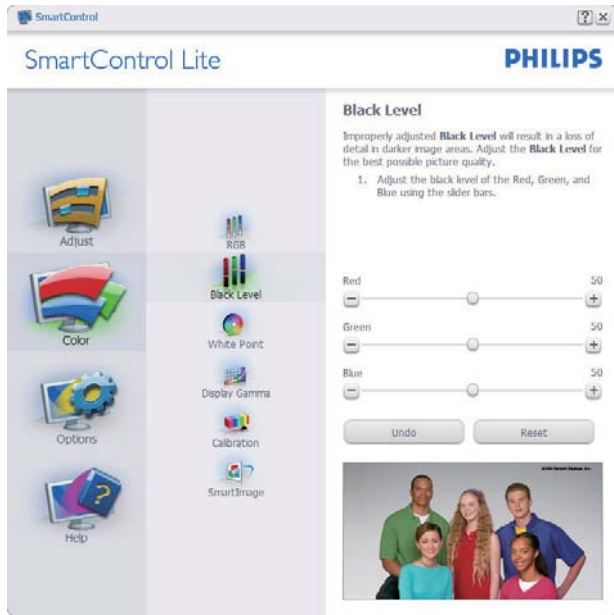 SmartControl
SmartControl Lite
PHILIPS
Adjust
Color
Options
Help
RGB
Black Level
White Point
Display Gamma
Calibration
SmartImage
Black Level
Improperly adjusted Black Level will result in a loss of
detail in darker image areas. Adjust the Black Level for
the best possible picture quality.
1. Adjust the black level of the Red, Green, and
Blue using the slider bars.
Red 50
Green 50
Blue 50
Undo
Reset